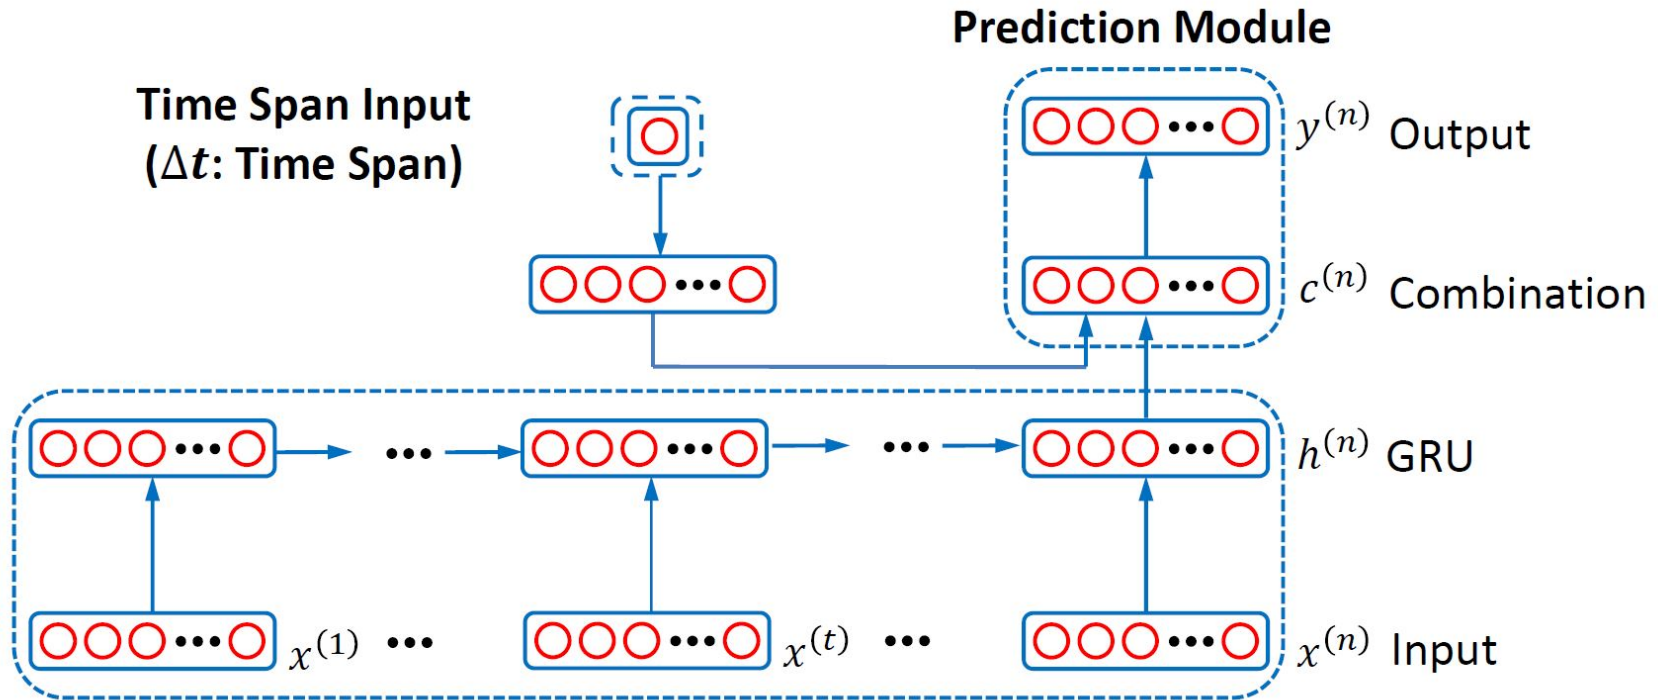 Prediction Module
Time Span Input
(Δt: Time Span)
y⁽ⁿ⁾ Output
c⁽ⁿ⁾ Combination
h⁽ⁿ⁾ GRU
x⁽¹⁾ ••• x⁽ᵗ⁾ ••• x⁽ⁿ⁾ Input